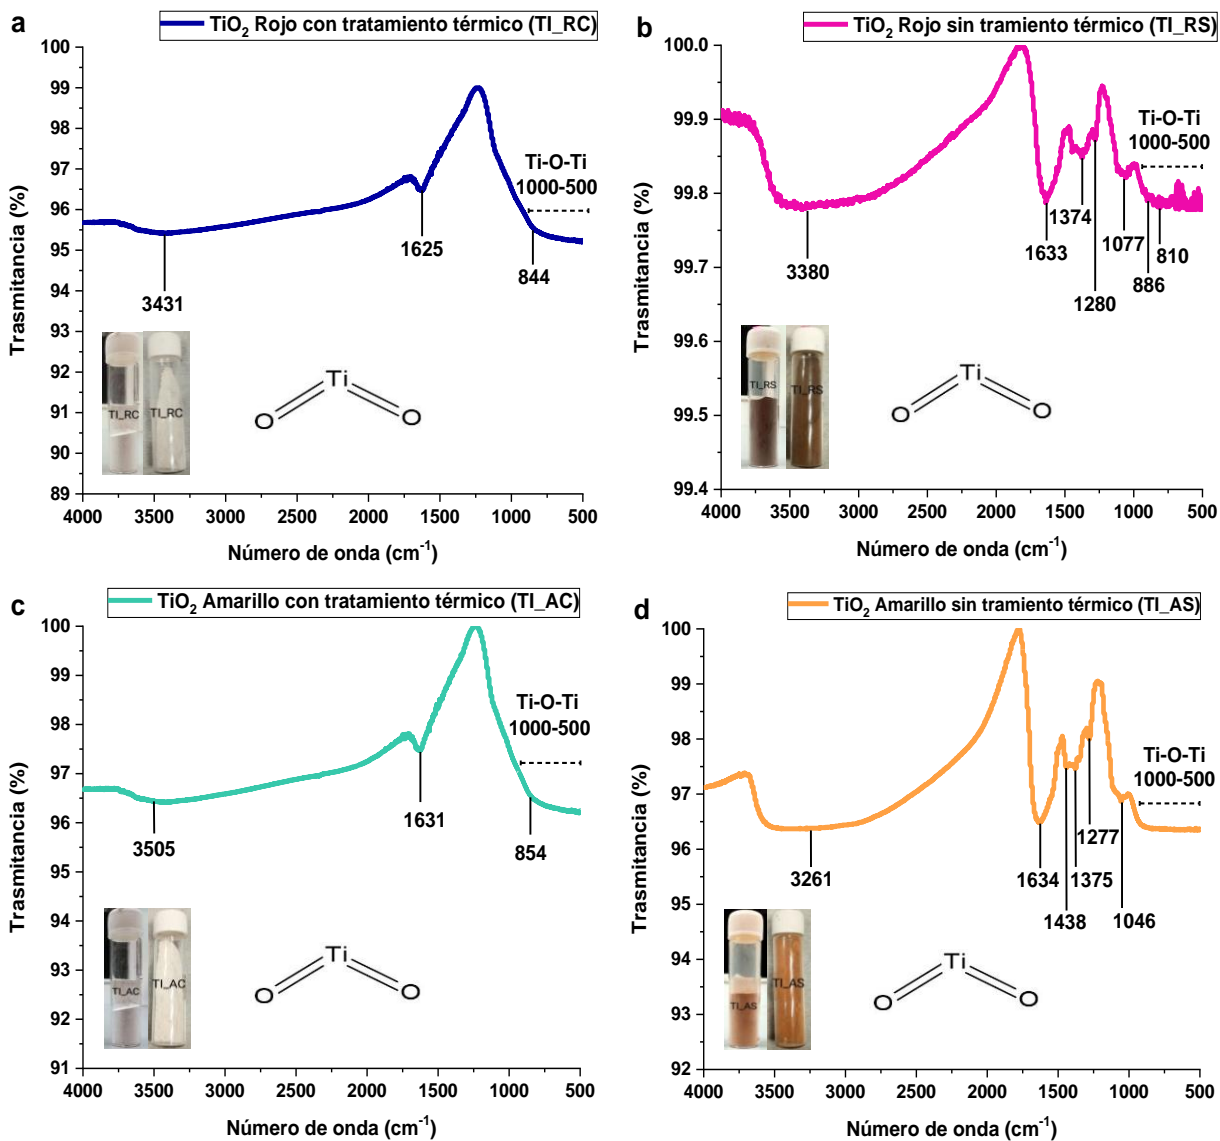 a
TiO₂ Rojo con tratamiento térmico (TI_RC)
99
98
97
96
95
94
93
92
91
90
89
Trasmitancia (%)
Ti-O-Ti
1000-500
3431
1625
844
TI_RC
TI_RC
Ti
O
O
4000 3500 3000 2500 2000 1500 1000 500
Número de onda (cm⁻¹)
b
TiO₂ Rojo sin tramiento térmico (TI_RS)
100.0
99.9
99.8
99.7
99.6
99.5
99.4
Trasmitancia (%)
Ti-O-Ti
1000-500
3380
1633
1374
1280
1077
886
810
TI_RS
TI_RS
Ti
O
O
4000 3500 3000 2500 2000 1500 1000 500
Número de onda (cm⁻¹)
c
TiO₂ Amarillo con tratamiento térmico (TI_AC)
100
99
98
97
96
95
94
93
92
91
Trasmitancia (%)
Ti-O-Ti
1000-500
3505
1631
854
TI_AC
TI_AC
Ti
O
O
4000 3500 3000 2500 2000 1500 1000 500
Número de onda (cm⁻¹)
d
TiO₂ Amarillo sin tramiento térmico (TI_AS)
100
99
98
97
96
95
94
93
92
Trasmitancia (%)
Ti-O-Ti
1000-500
3261
1634
1438
1375
1277
1046
TI_AS
TI_AS
Ti
O
O
4000 3500 3000 2500 2000 1500 1000 500
Número de onda (cm⁻¹)